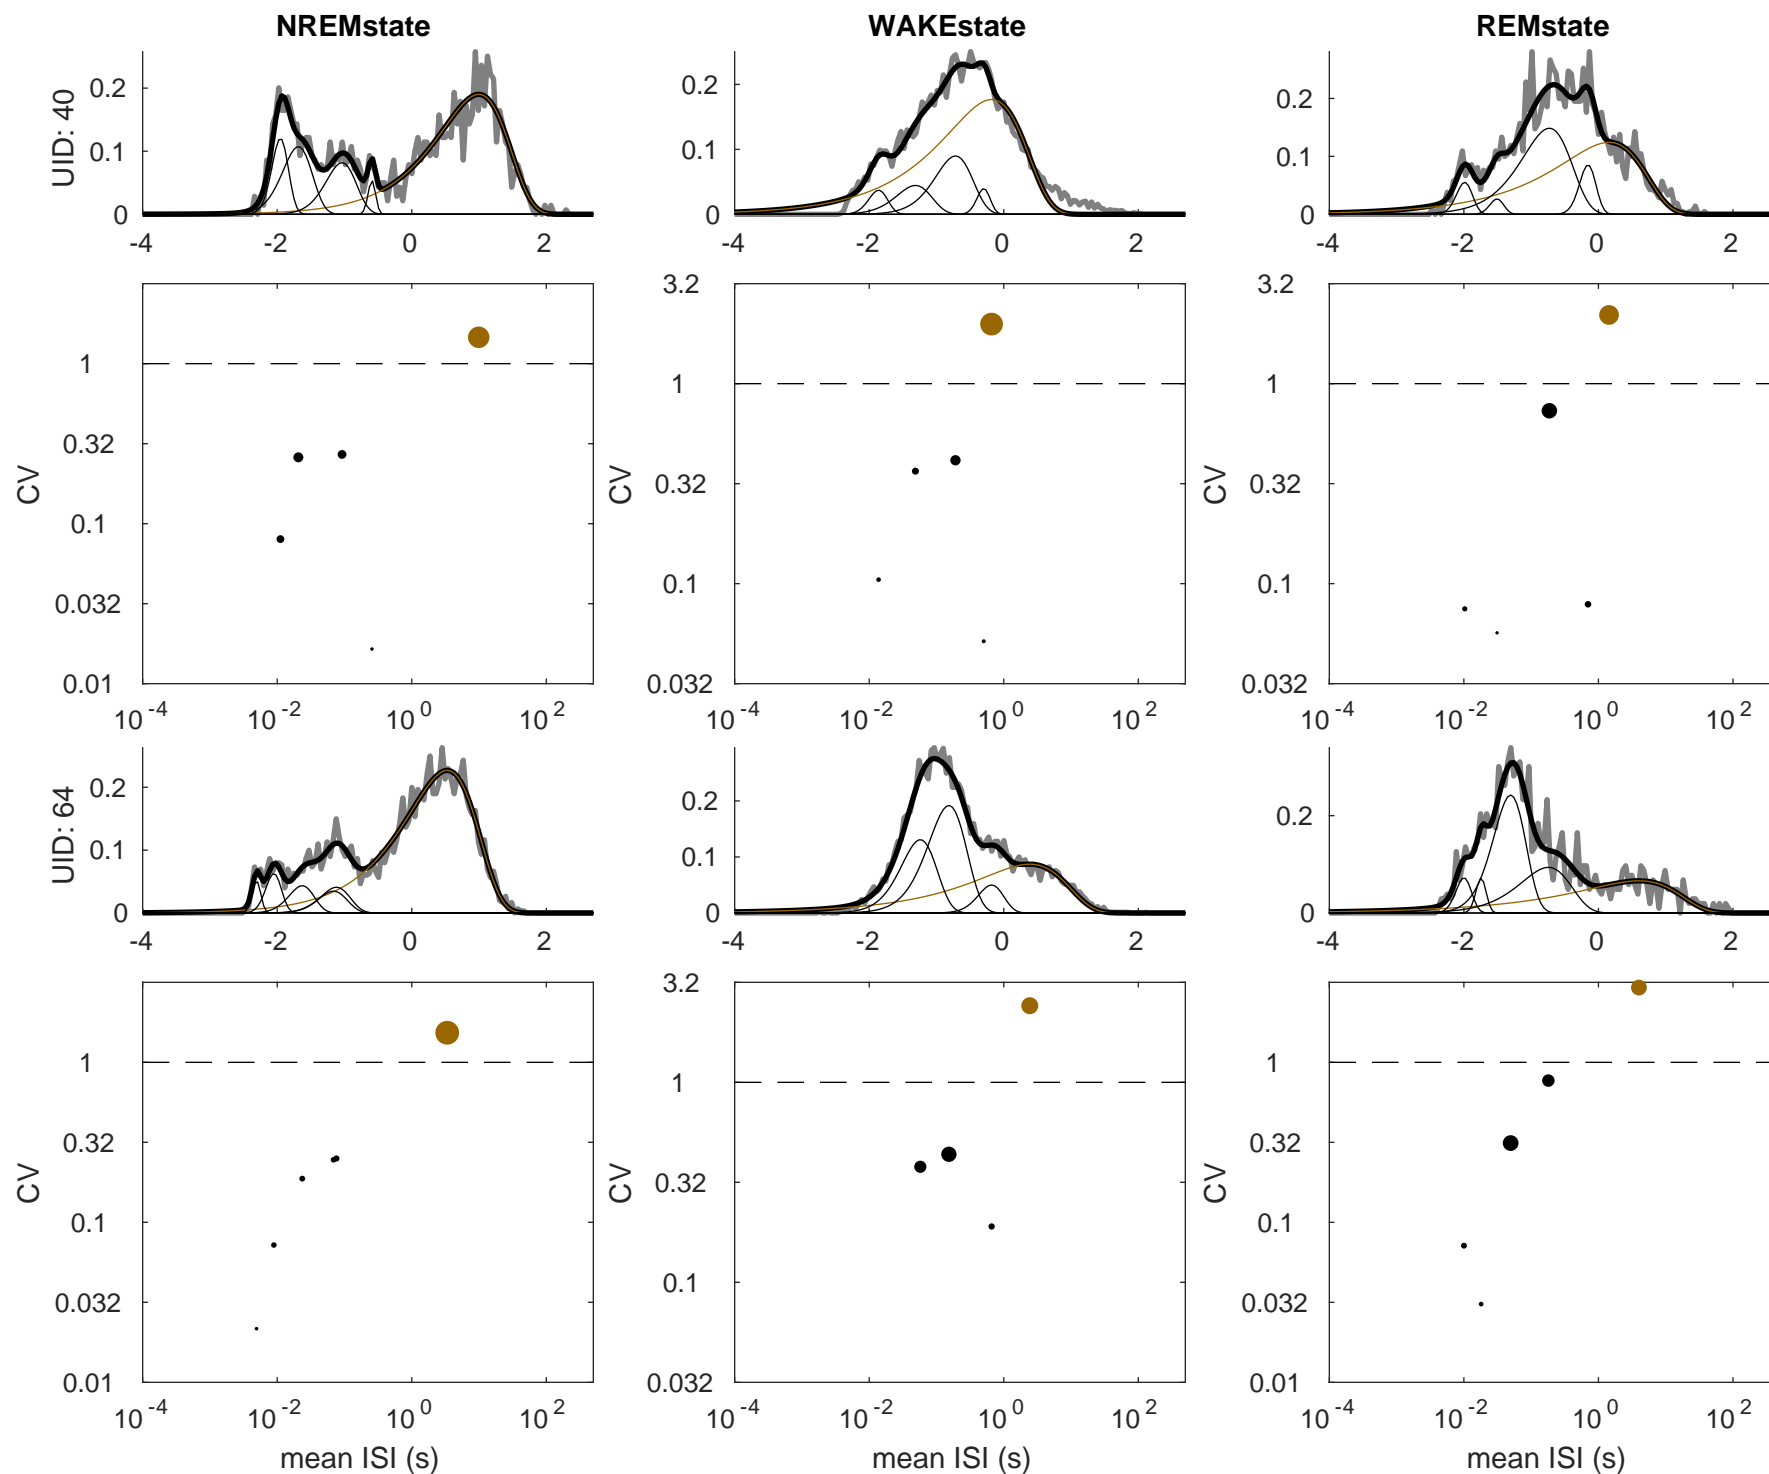 NREMstate WAKEstate REMstate
UID: 40
0.2 0.1 0
-4 -2 0 2
0.2 0.1 0
-4 -2 0 2
0.2 0.1 0
-4 -2 0 2
CV
1 0.32 0.1 0.032 0.01
10^-4 10^-2 10^0 10^2
CV
3.2 1 0.32 0.1 0.032
10^-4 10^-2 10^0 10^2
CV
3.2 1 0.32 0.1 0.032
10^-4 10^-2 10^0 10^2
UID: 64
0.2 0.1 0
-4 -2 0 2
0.2 0.1 0
-4 -2 0 2
0.2 0
-4 -2 0 2
CV
1 0.32 0.1 0.032 0.01
10^-4 10^-2 10^0 10^2
mean ISI (s)
CV
3.2 1 0.32 0.1 0.032
10^-4 10^-2 10^0 10^2
mean ISI (s)
CV
1 0.32 0.1 0.032 0.01
10^-4 10^-2 10^0 10^2
mean ISI (s)